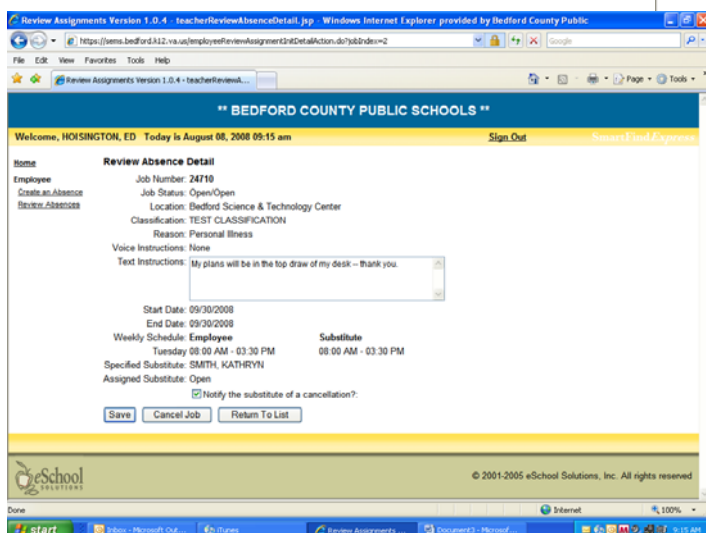 Review Assignments Version 1.0.4 - teacherReviewAbsenceDetail.jsp - Windows Internet Explorer provided by Bedford County Public
https://sems.bedford.k12.va.us/employeeReviewAssignmentInitDetailAction.do?jobIndex=2
Google
File Edit View Favorites Tools Help
Review Assignments Version 1.0.4 - teacherReviewA...
Page Tools
** BEDFORD COUNTY PUBLIC SCHOOLS **
Welcome, HOISINGTON, ED Today is August 08, 2008 09:15 am Sign Out SmartFindExpress
Home Review Absence Detail
Employee Job Number: 24710
Create an Absence Job Status: Open/Open
Review Absences Location: Bedford Science & Technology Center
Classification: TEST CLASSIFICATION
Reason: Personal Illness
Voice Instructions: None
Text Instructions: My plans will be in the top draw of my desk – thank you.
Start Date: 09/30/2008
End Date: 09/30/2008
Weekly Schedule: Employee Substitute
Tuesday 08:00 AM - 03:30 PM 08:00 AM - 03:30 PM
Specified Substitute: SMITH, KATHRYN
Assigned Substitute: Open
Notify the substitute of a cancellation?:
Save Cancel Job Return To List
eSchool SOLUTIONS © 2001-2005 eSchool Solutions, Inc. All rights reserved
Done Internet 100%
start Inbox - Microsoft Out... iTunes Review Assignments ... Document3 - Microsof... 9:15 AM